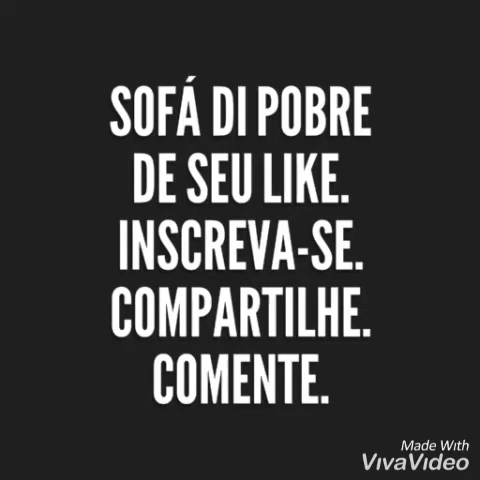 SOFÁ DI POBRE
DE SEU LIKE.
INSCREVA-SE.
COMPARTILHE.
COMENTE.
Made With
VIVAVIDEO